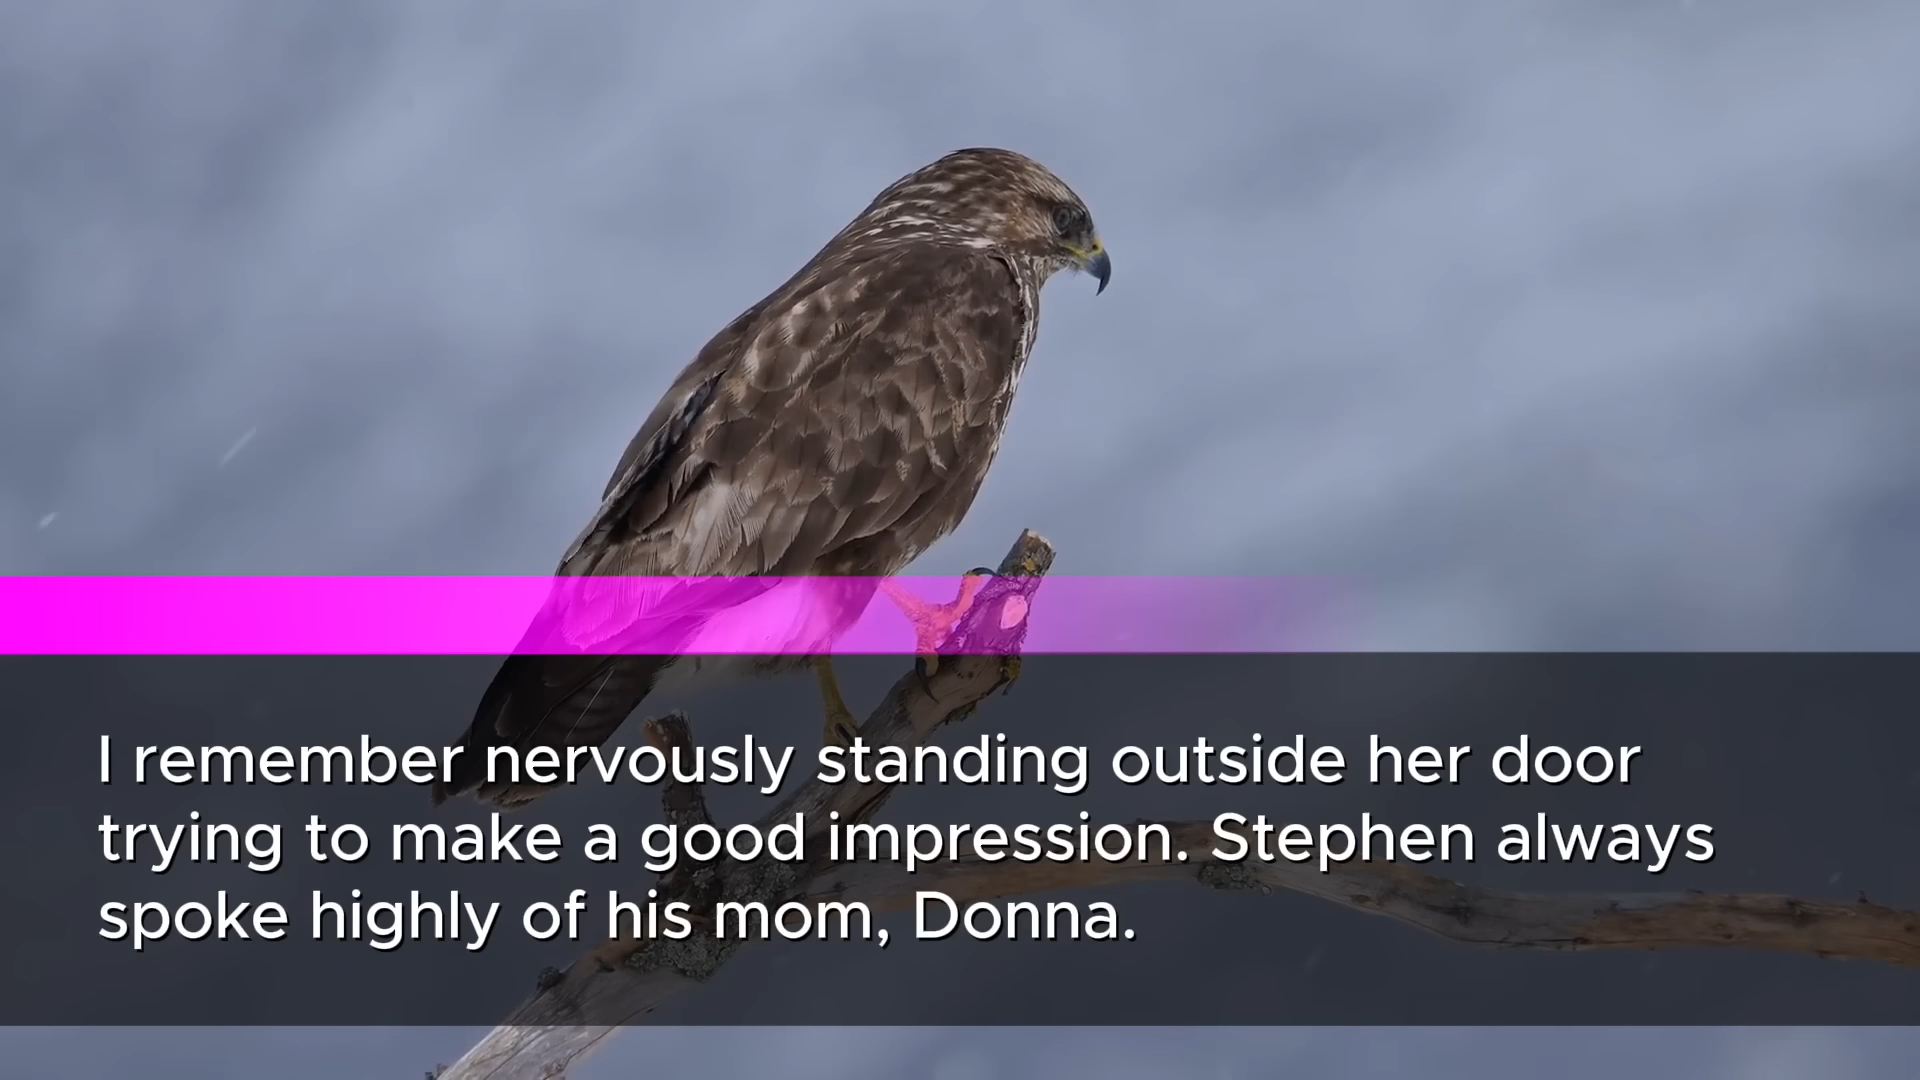 I remember nervously standing outside her door
trying to make a good impression. Stephen always
spoke highly of his mom, Donna.